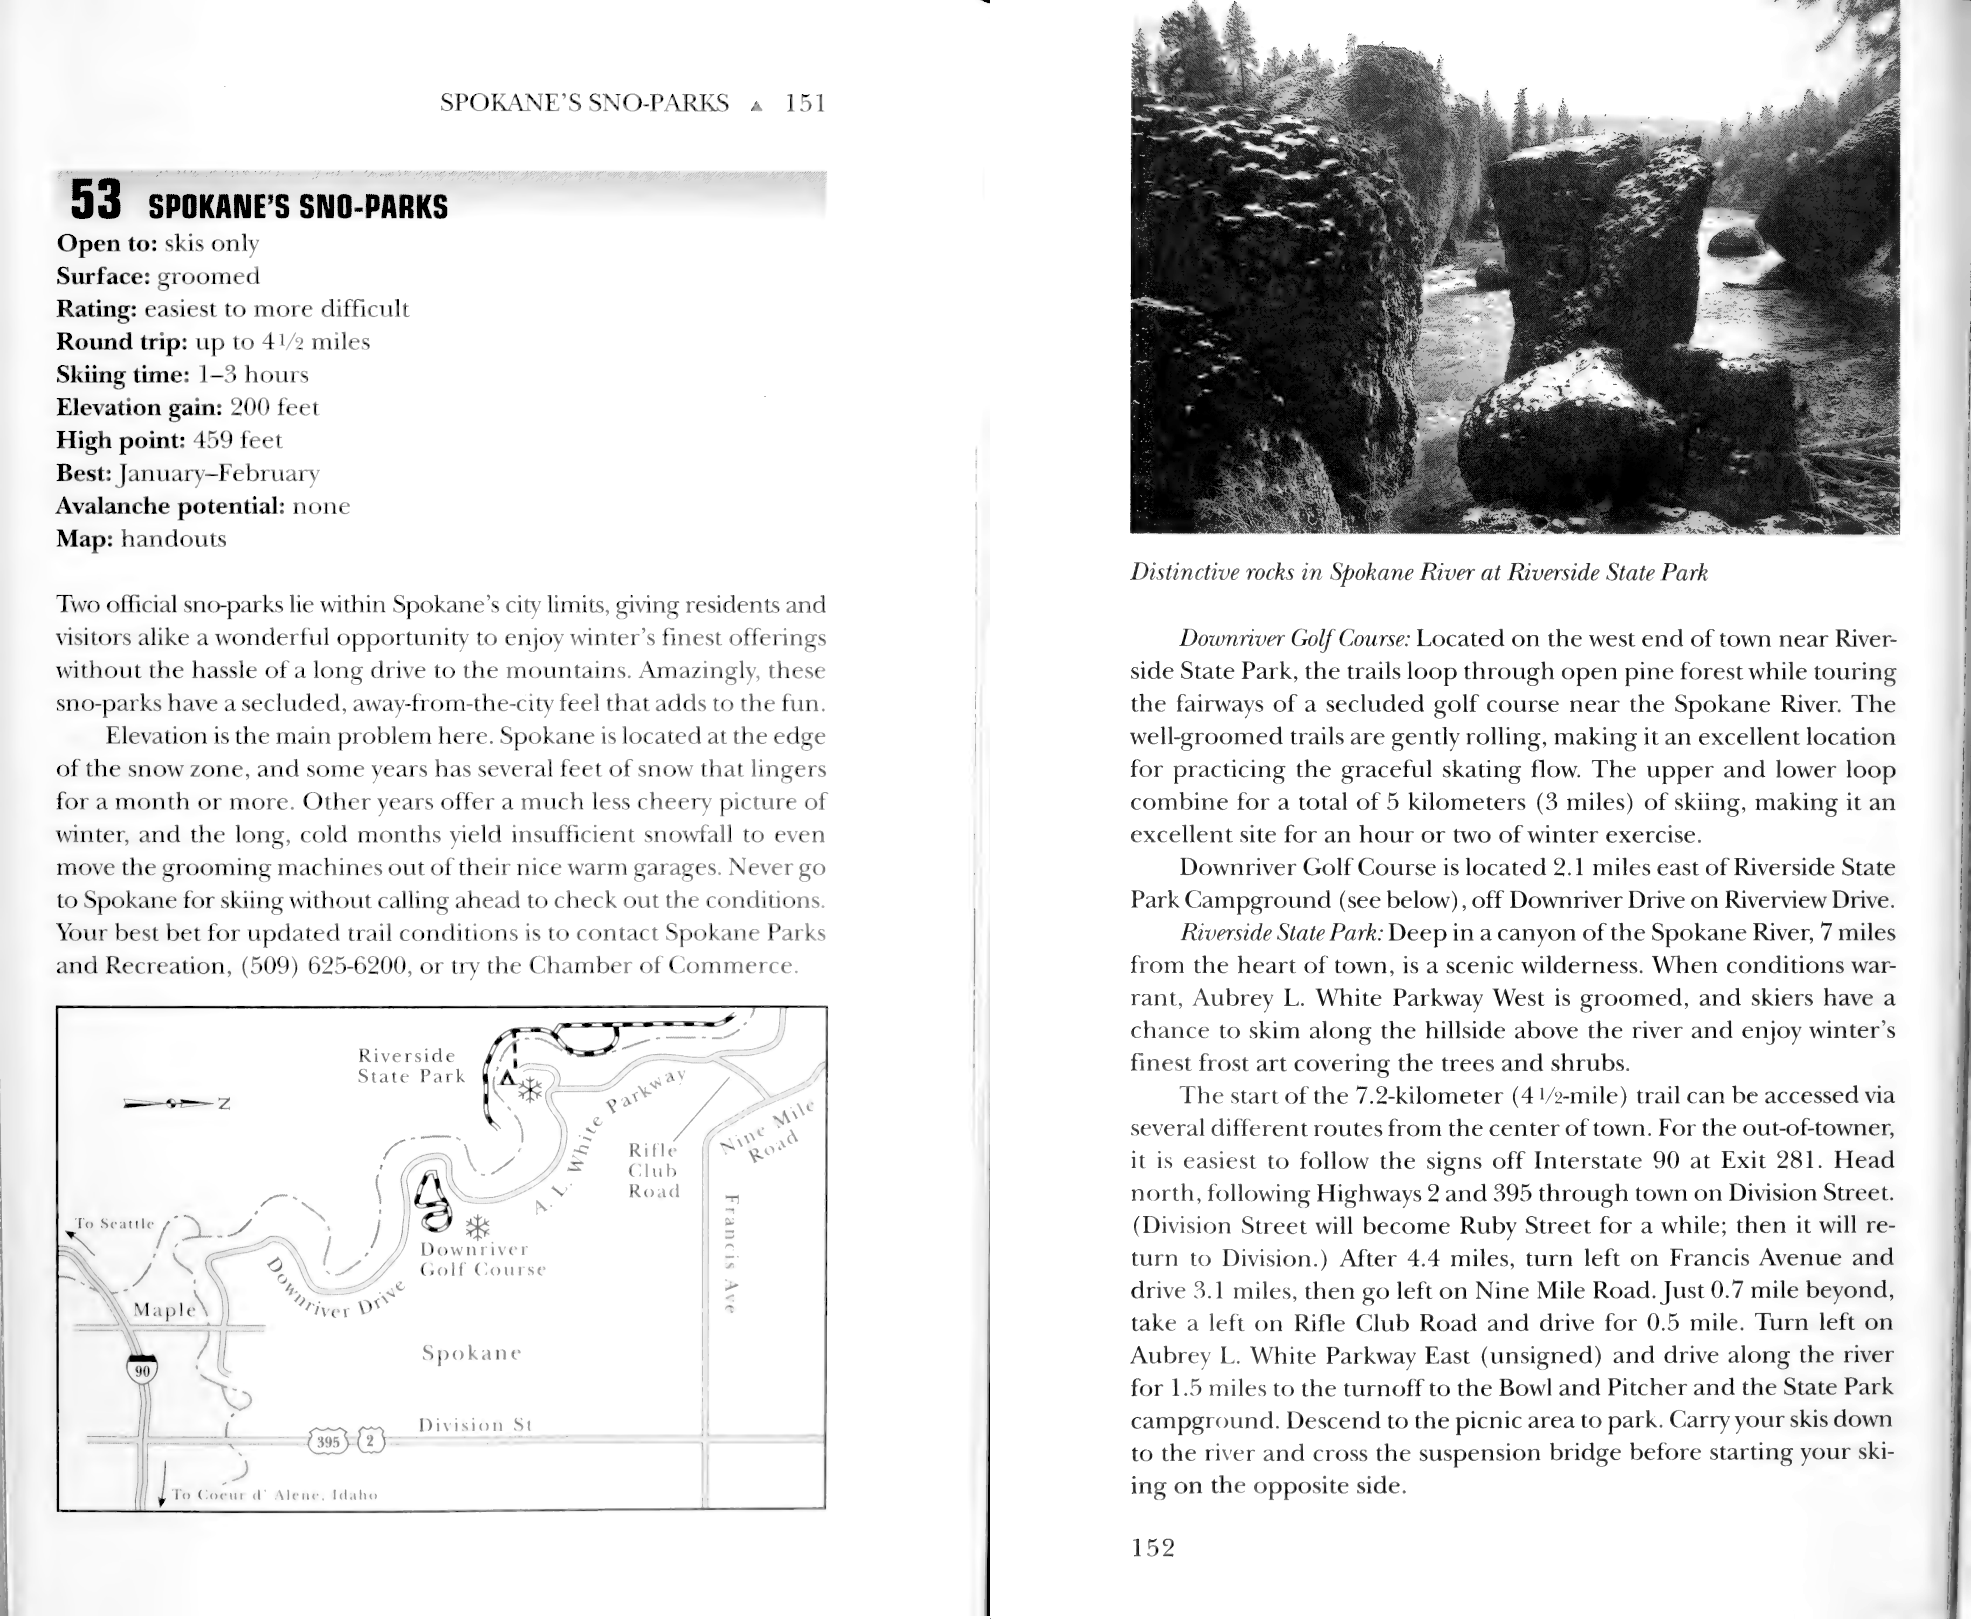 SPOKANE'S SNO-PARKS ▲ 151
53 SPOKANE'S SNO-PARKS
Open to: skis only
Surface: groomed
Rating: easiest to more difficult
Round trip: up to 4 1/2 miles
Skiing time: 1–3 hours
Elevation gain: 200 feet
High point: 459 feet
Best: January–February
Avalanche potential: none
Map: handouts
Two official sno-parks lie within Spokane's city limits, giving residents and
visitors alike a wonderful opportunity to enjoy winter's finest offerings
without the hassle of a long drive to the mountains. Amazingly, these
sno-parks have a secluded, away-from-the-city feel that adds to the fun.
Elevation is the main problem here. Spokane is located at the edge
of the snow zone, and some years has several feet of snow that lingers
for a month or more. Other years offer a much less cheery picture of
winter, and the long, cold months yield insufficient snowfall to even
move the grooming machines out of their nice warm garages. Never go
to Spokane for skiing without calling ahead to check out the conditions.
Your best bet for updated trail conditions is to contact Spokane Parks
and Recreation, (509) 625-6200, or try the Chamber of Commerce.
Riverside
State Park
Z
A. L. White Parkway
Nine Mile
Road
Rifle
Club
Road
Francis Ave
To Seattle
Downriver
Golf Course
Downriver Drive
Maple
90
Spokane
Division St
395
2
To Coeur d' Alene, Idaho
Distinctive rocks in Spokane River at Riverside State Park
Downriver Golf Course: Located on the west end of town near River-
side State Park, the trails loop through open pine forest while touring
the fairways of a secluded golf course near the Spokane River. The
well-groomed trails are gently rolling, making it an excellent location
for practicing the graceful skating flow. The upper and lower loop
combine for a total of 5 kilometers (3 miles) of skiing, making it an
excellent site for an hour or two of winter exercise.
Downriver Golf Course is located 2.1 miles east of Riverside State
Park Campground (see below), off Downriver Drive on Riverview Drive.
Riverside State Park: Deep in a canyon of the Spokane River, 7 miles
from the heart of town, is a scenic wilderness. When conditions war-
rant, Aubrey L. White Parkway West is groomed, and skiers have a
chance to skim along the hillside above the river and enjoy winter's
finest frost art covering the trees and shrubs.
The start of the 7.2-kilometer (4 1/2-mile) trail can be accessed via
several different routes from the center of town. For the out-of-towner,
it is easiest to follow the signs off Interstate 90 at Exit 281. Head
north, following Highways 2 and 395 through town on Division Street.
(Division Street will become Ruby Street for a while; then it will re-
turn to Division.) After 4.4 miles, turn left on Francis Avenue and
drive 3.1 miles, then go left on Nine Mile Road. Just 0.7 mile beyond,
take a left on Rifle Club Road and drive for 0.5 mile. Turn left on
Aubrey L. White Parkway East (unsigned) and drive along the river
for 1.5 miles to the turnoff to the Bowl and Pitcher and the State Park
campground. Descend to the picnic area to park. Carry your skis down
to the river and cross the suspension bridge before starting your ski-
ing on the opposite side.
152